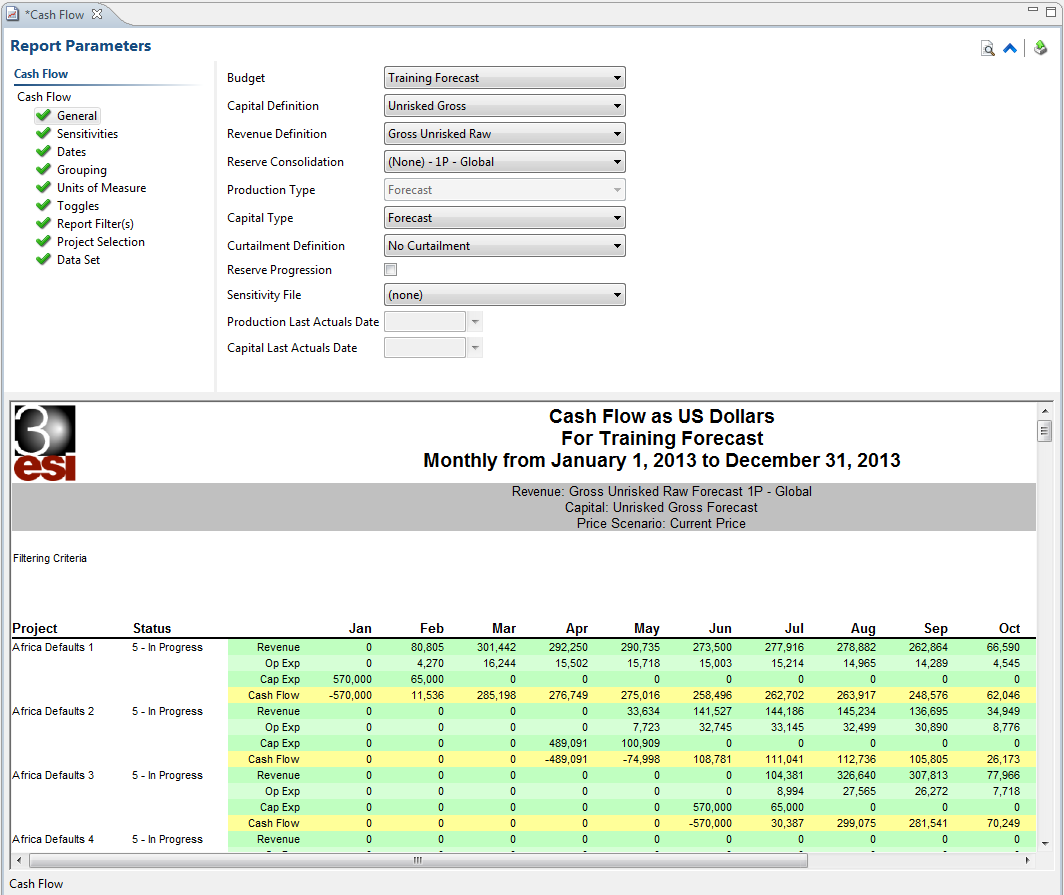 *Cash Flow
Report Parameters
Cash Flow
Cash Flow
General
Sensitivities
Dates
Grouping
Units of Measure
Toggles
Report Filter(s)
Project Selection
Data Set
Budget Training Forecast
Capital Definition Unrisked Gross
Revenue Definition Gross Unrisked Raw
Reserve Consolidation (None) - 1P - Global
Production Type Forecast
Capital Type Forecast
Curtailment Definition No Curtailment
Reserve Progression
Sensitivity File (none)
Production Last Actuals Date
Capital Last Actuals Date
3
esi
Cash Flow as US Dollars
For Training Forecast
Monthly from January 1, 2013 to December 31, 2013
Revenue: Gross Unrisked Raw Forecast 1P - Global
Capital: Unrisked Gross Forecast
Price Scenario: Current Price
Filtering Criteria
Project Status Jan Feb Mar Apr May Jun Jul Aug Sep Oct
Africa Defaults 1 5 - In Progress Revenue 0 80,805 301,442 292,250 290,735 273,500 277,916 278,882 262,864 66,590
Op Exp 0 4,270 16,244 15,502 15,718 15,003 15,214 14,965 14,289 4,545
Cap Exp 570,000 65,000 0 0 0 0 0 0 0 0
Cash Flow -570,000 11,536 285,198 276,749 275,016 258,496 262,702 263,917 248,576 62,046
Africa Defaults 2 5 - In Progress Revenue 0 0 0 0 33,634 141,527 144,186 145,234 136,695 34,949
Op Exp 0 0 0 0 7,723 32,745 33,145 32,499 30,890 8,776
Cap Exp 0 0 0 489,091 100,909 0 0 0 0 0
Cash Flow 0 0 0 -489,091 -74,998 108,781 111,041 112,736 105,805 26,173
Africa Defaults 3 5 - In Progress Revenue 0 0 0 0 0 0 104,381 326,640 307,813 77,966
Op Exp 0 0 0 0 0 0 8,994 27,565 26,272 7,718
Cap Exp 0 0 0 0 0 570,000 65,000 0 0 0
Cash Flow 0 0 0 0 0 -570,000 30,387 299,075 281,541 70,249
Africa Defaults 4 5 - In Progress Revenue 0 0 0 0 0 0 0 0 0 0
Cash Flow